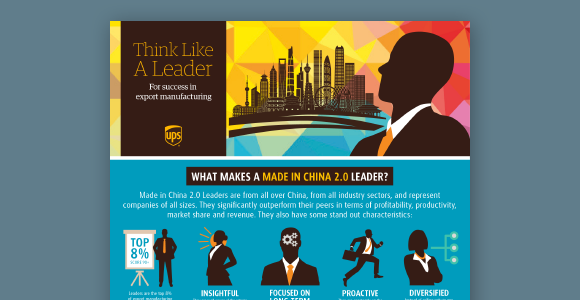 Think Like
A Leader
For success in
export manufacturing
ups
WHAT MAKES A MADE IN CHINA 2.0 LEADER?
Made in China 2.0 Leaders are from all over China, from all industry sectors, and represent
companies of all sizes. They significantly outperform their peers in terms of profitability, productivity,
market share and revenue. They also have some stand out characteristics:
TOP
8%
Leaders are the top 8%
of export manufacturing
INSIGHTFUL
FOCUSED ON
LONG-TERM
PROACTIVE
DIVERSIFIED